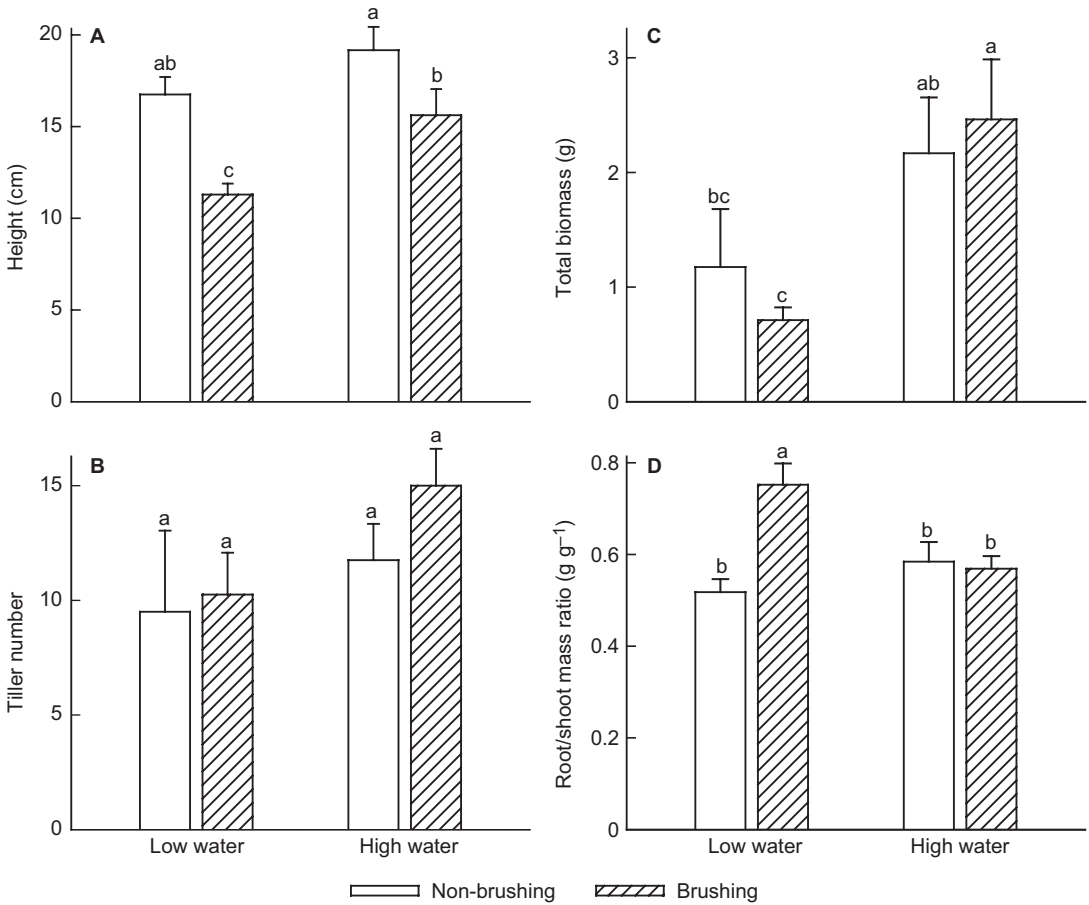 A
Height (cm)
20
15
10
5
0
ab
c
a
b
C
Total biomass (g)
3
2
1
0
bc
c
ab
a
B
Tiller number
15
10
5
0
a
a
a
a
Low water
High water
D
Root/shoot mass ratio (g g⁻¹)
0.8
0.6
0.4
0.2
0
b
a
b
b
Low water
High water
Non-brushing
Brushing